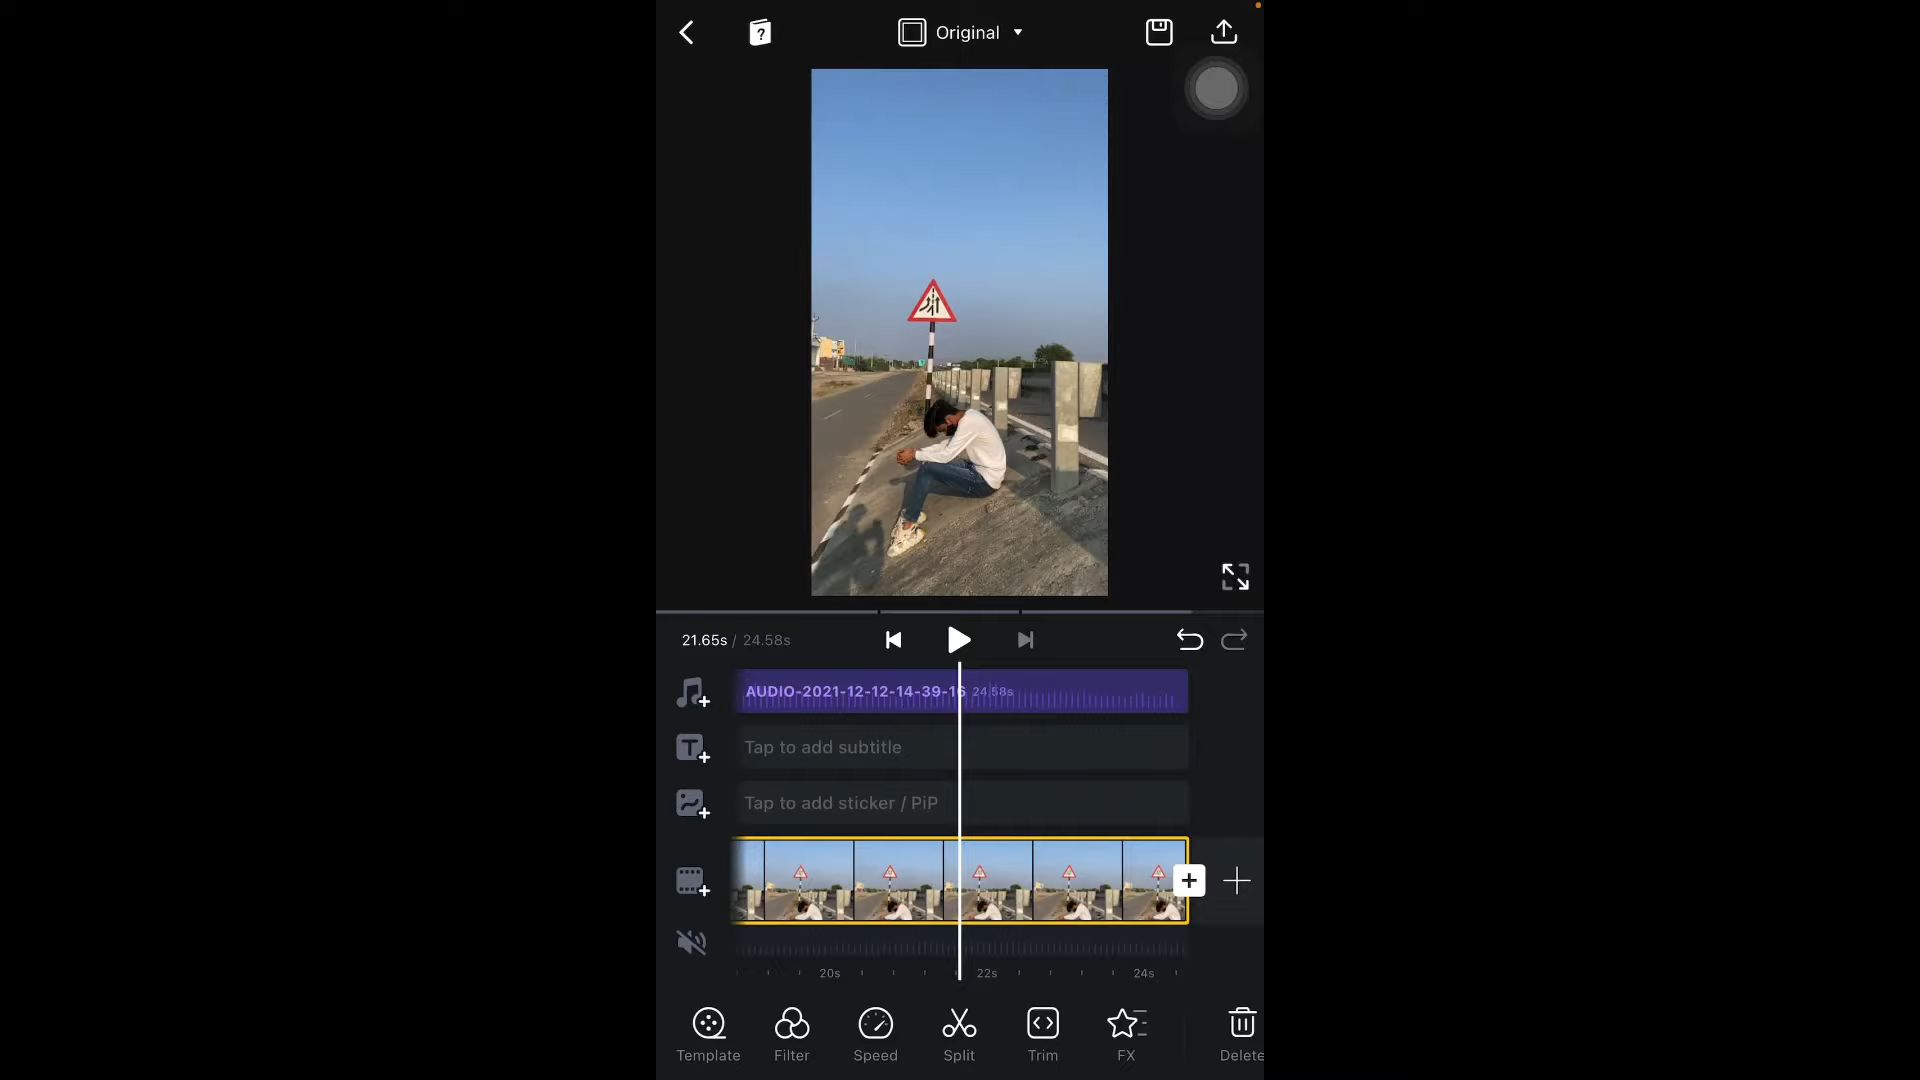 ?
Original
21.65s / 24.58s
AUDIO-2021-12-12-14-39-16 24.58s
T
Tap to add subtitle
Tap to add sticker / PiP
20s 22s 24s
Template Filter Speed Split Trim FX Delete